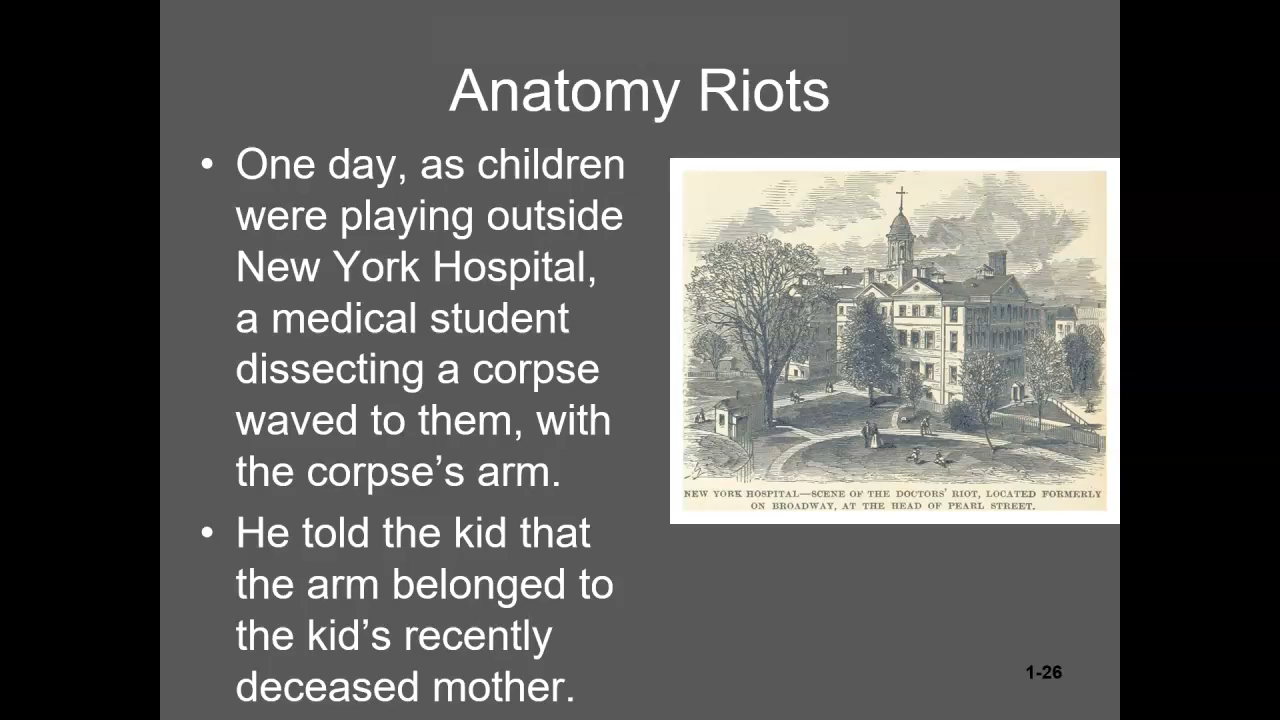 Anatomy Riots
• One day, as children
were playing outside
New York Hospital,
a medical student
dissecting a corpse
waved to them, with
the corpse’s arm.
• He told the kid that
the arm belonged to
the kid’s recently
deceased mother.
NEW YORK HOSPITAL—SCENE OF THE DOCTORS' RIOT, LOCATED FORMERLY
ON BROADWAY, AT THE HEAD OF PEARL STREET.
1-26